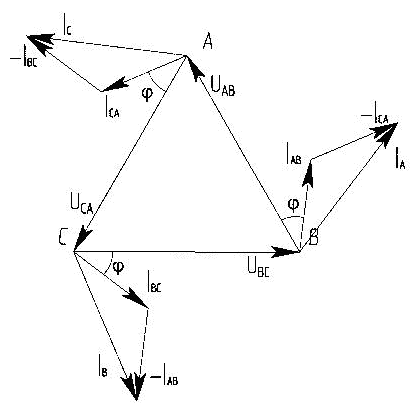 I_C
A
-I_BC
I_CA
φ
U_AB
-I_CA
I_AB
I_A
U_CA
φ
C
B
U_BC
φ
I_BC
I_B
-I_AB